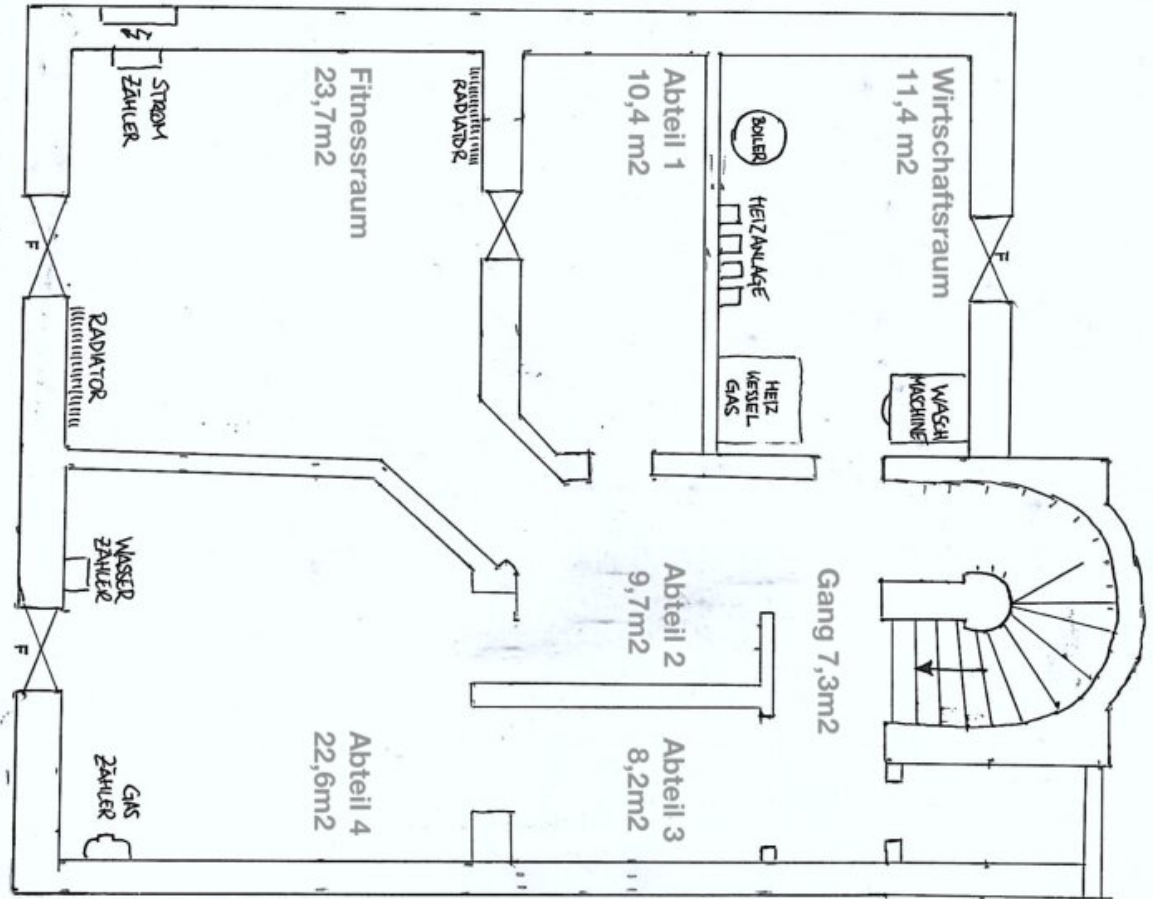 Wirtschaftsraum
11,4 m2
F
WASCH
MASCHINE
BOILER
HEIZANLAGE
HEIZ
KESSEL
GAS
Abteil 1
10,4 m2
Gang 7,3m2
Abteil 2
9,7m2
Abteil 3
8,2m2
RADIATOR
Fitnessraum
23,7m2
Abteil 4
22,6m2
STROM
ZÄHLER
RADIATOR
WASSER
ZÄHLER
GAS
ZÄHLER
F
F